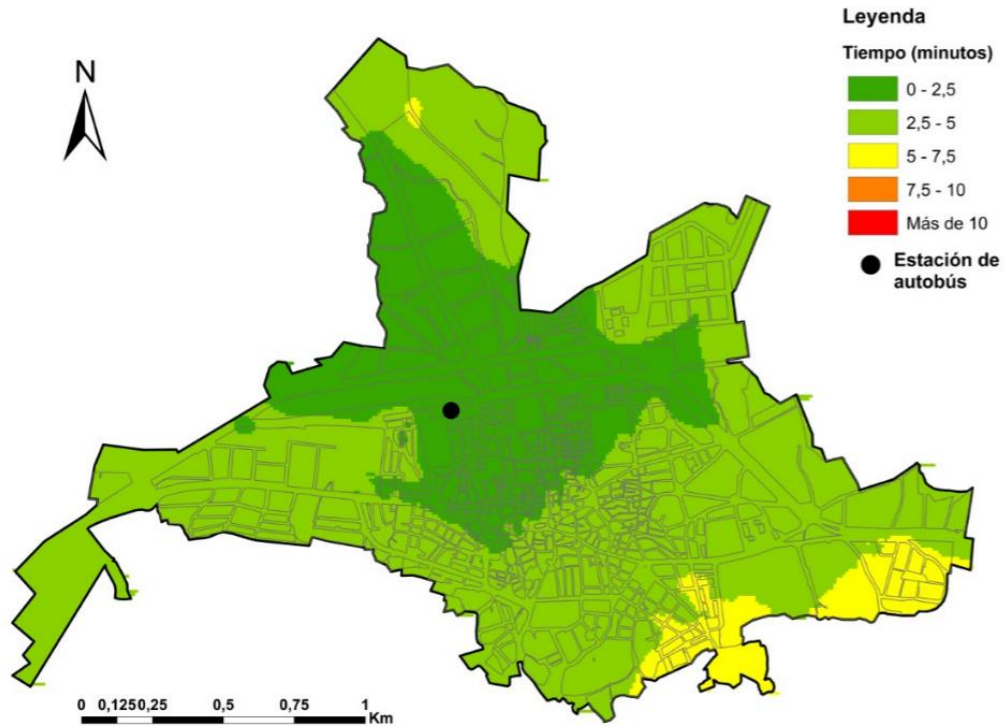 Leyenda
Tiempo (minutos)
0 - 2,5
2,5 - 5
5 - 7,5
7,5 - 10
Más de 10
Estación de
autobús
N
0 0,1250,25 0,5 0,75 1
Km